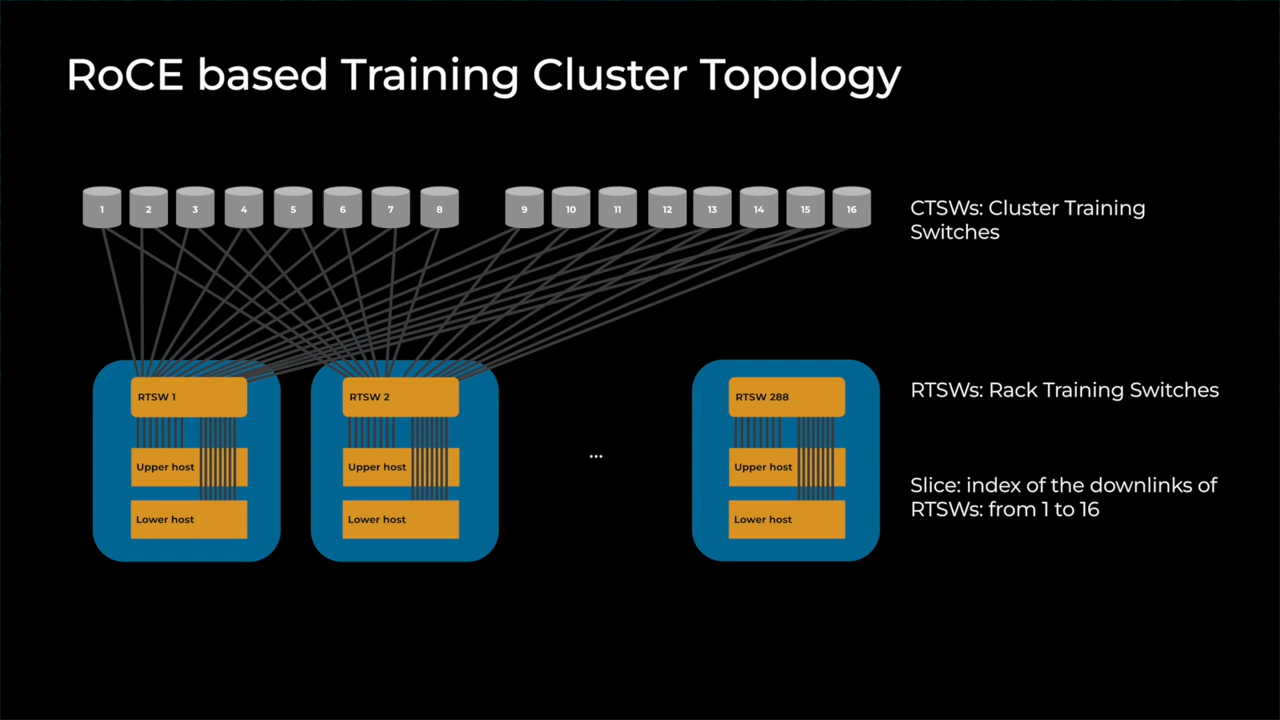 RoCE based Training Cluster Topology
1 2 3 4 5 6 7 8 9 10 11 12 13 14 15 16
CTSWs: Cluster Training
Switches
RTSW 1
RTSW 2
RTSW 288
RTSWs: Rack Training Switches
Upper host
Upper host
...
Upper host
Lower host
Lower host
Lower host
Slice: index of the downlinks of
RTSWs: from 1 to 16